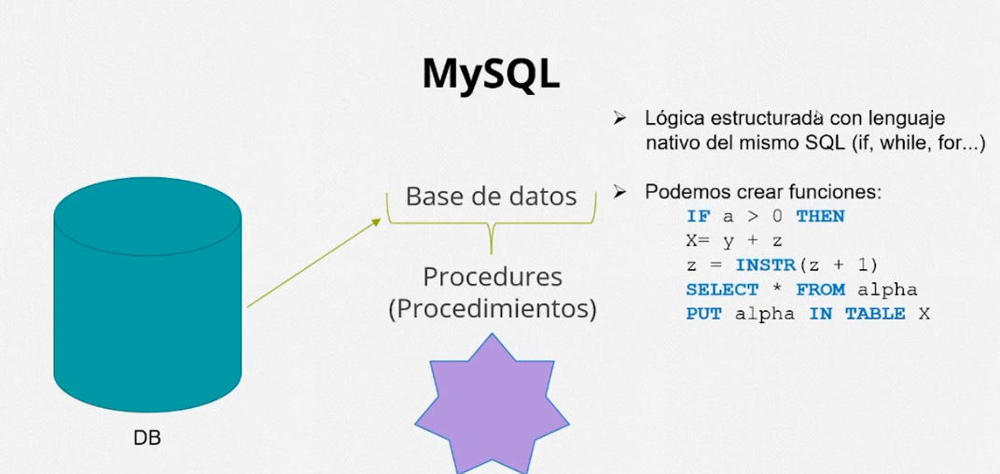 MySQL
Base de datos
Procedures
(Procedimientos)
DB
➢ Lógica estructurada con lenguaje
nativo del mismo SQL (if, while, for...)
➢ Podemos crear funciones:
IF a > 0 THEN
X= y + z
z = INSTR(z + 1)
SELECT * FROM alpha
PUT alpha IN TABLE X